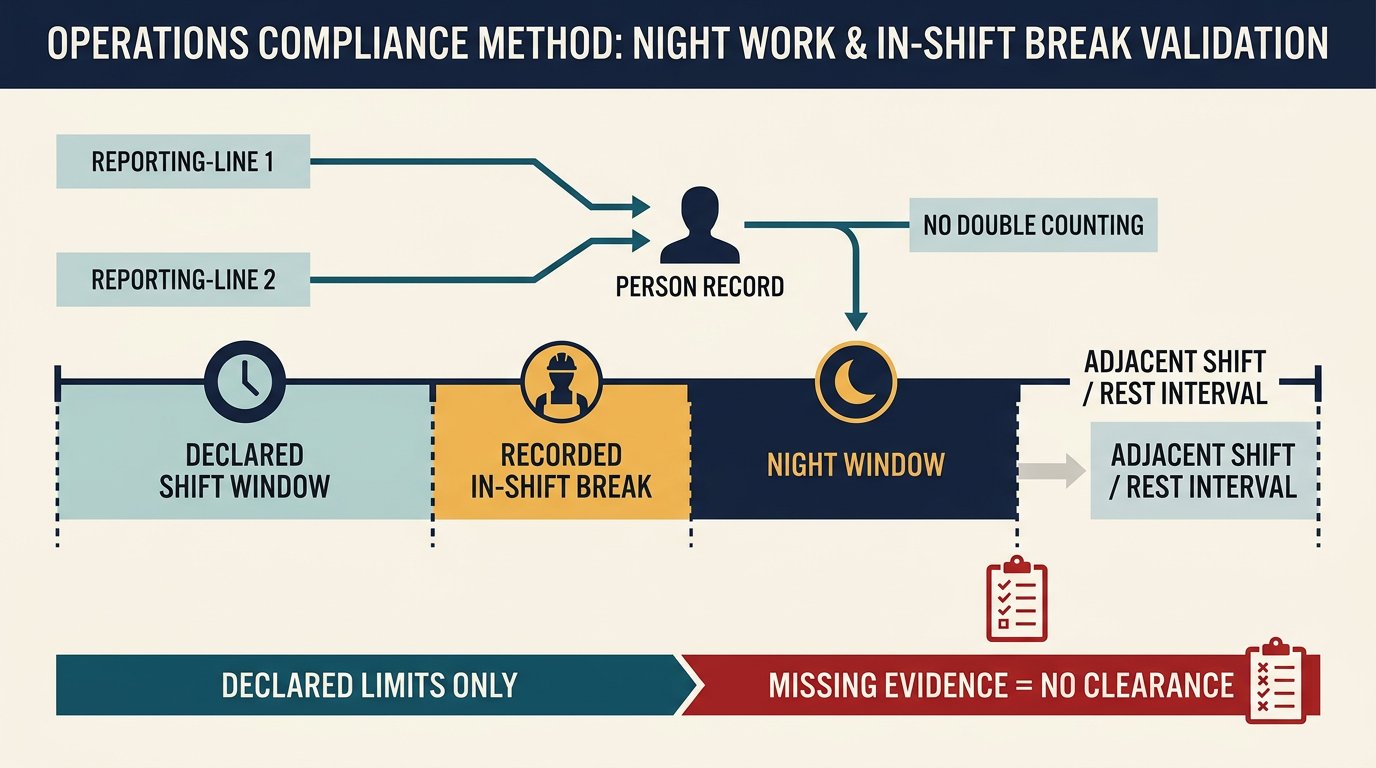 OPERATIONS COMPLIANCE METHOD: NIGHT WORK & IN-SHIFT BREAK VALIDATION
REPORTING-LINE 1
REPORTING-LINE 2
PERSON RECORD
NO DOUBLE COUNTING
DECLARED
SHIFT WINDOW
RECORDED
IN-SHIFT BREAK
NIGHT WINDOW
ADJACENT SHIFT
/ REST INTERVAL
ADJACENT SHIFT
/ REST INTERVAL
DECLARED LIMITS ONLY
MISSING EVIDENCE = NO CLEARANCE